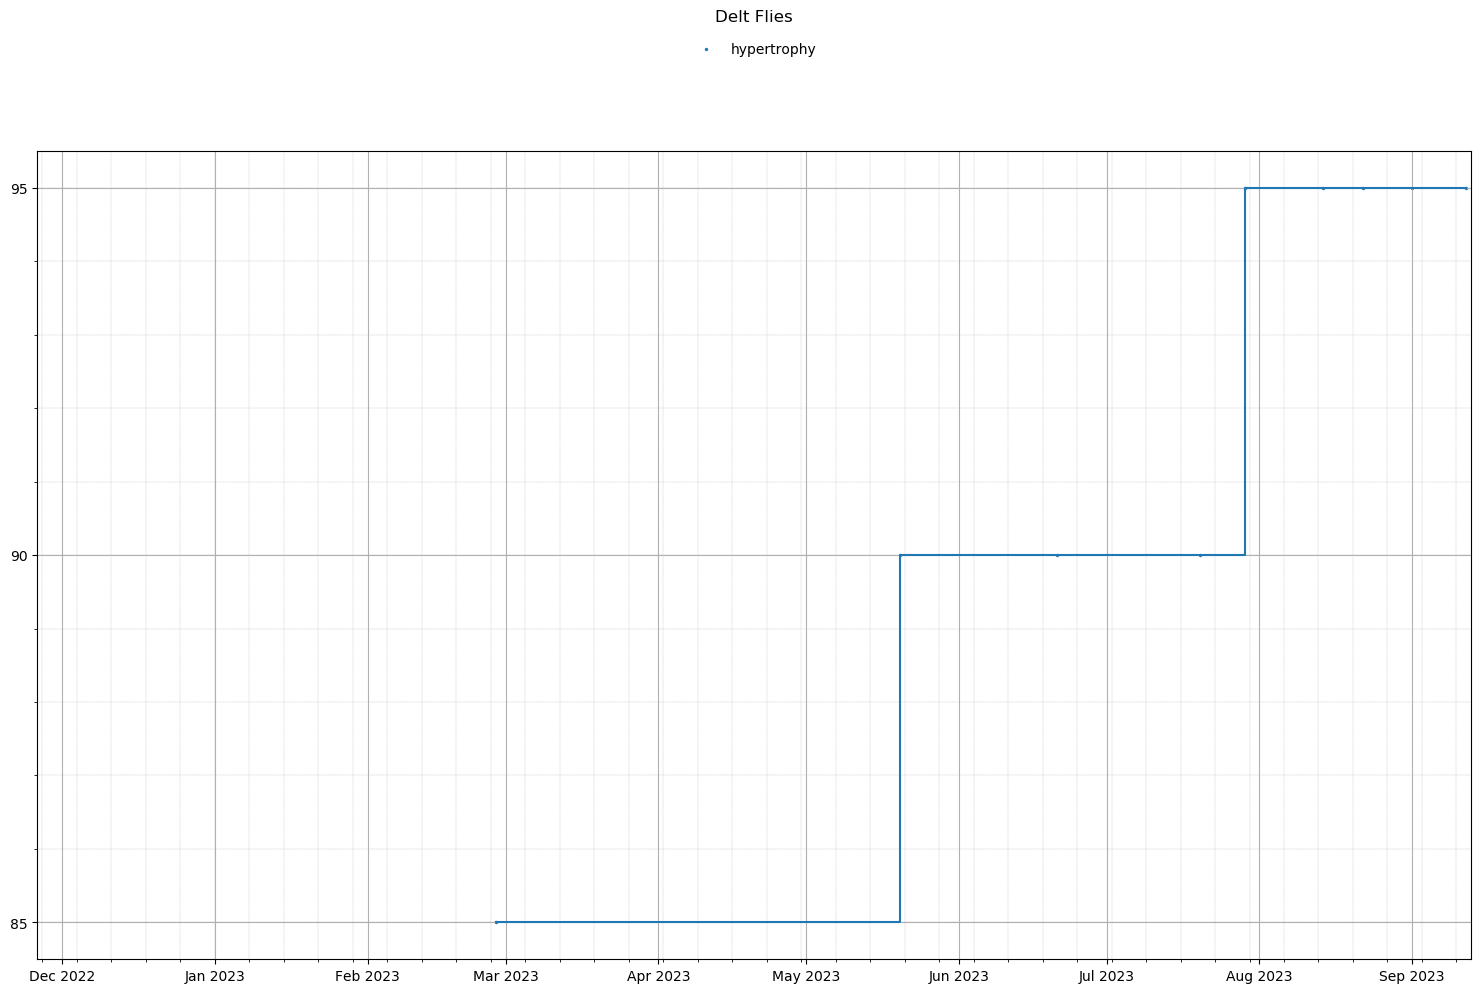 Delt Flies
hypertrophy
95
90
85
Dec 2022
Jan 2023
Feb 2023
Mar 2023
Apr 2023
May 2023
Jun 2023
Jul 2023
Aug 2023
Sep 2023